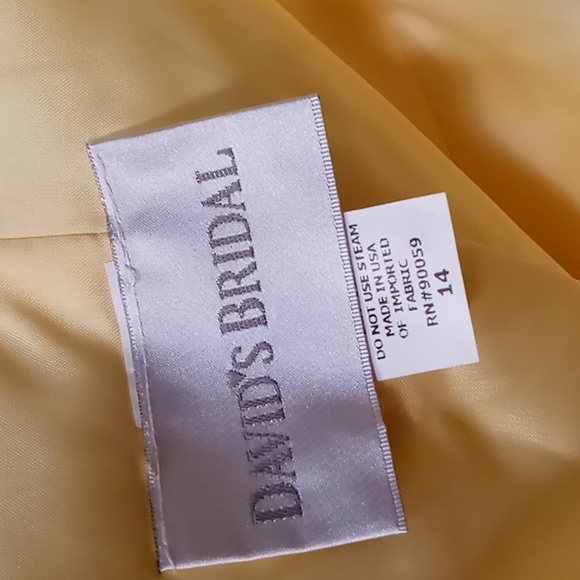 DAVID'S BRIDAL
DO NOT USE STEAM
MADE IN USA
OF IMPORTED
FABRIC
RN#90059
14